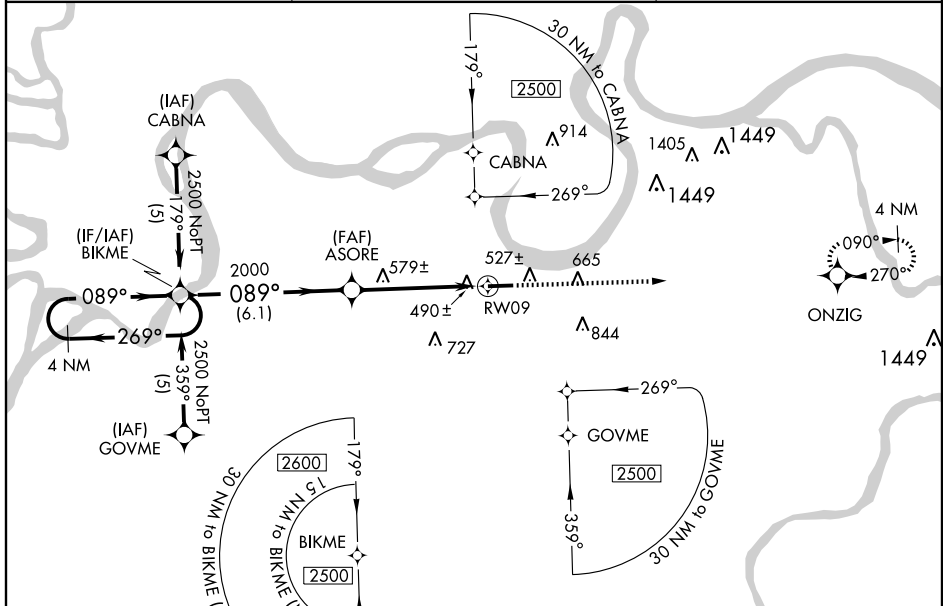 30 NM to CABNA
179°
2500
914
CABNA
269°
1405
1449
1449
(IAF)
CABNA
2500 NoPT
179°
(5)
(IF/IAF)
BIKME
089°
2000
089°
(6.1)
(FAF)
ASORE
579±
490±
527±
RW09
665
844
727
4 NM
090°
270°
ONZIG
1449
269°
4 NM
2500 NoPT
359°
(5)
(IAF)
GOVME
269°
GOVME
2500
359°
30 NM to GOVME
2600
179°
30 NM to BIKME (
15 NM to BIKME (
BIKME
2500